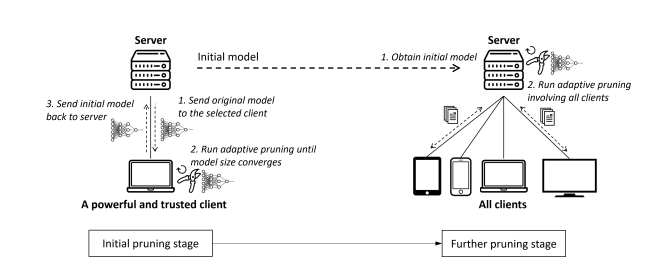 Server
Initial model
1. Obtain initial model
Server
2. Run adaptive pruning
involving all clients
3. Send initial model
back to server
1. Send original model
to the selected client
2. Run adaptive pruning until
model size converges
A powerful and trusted client
All clients
Initial pruning stage
Further pruning stage